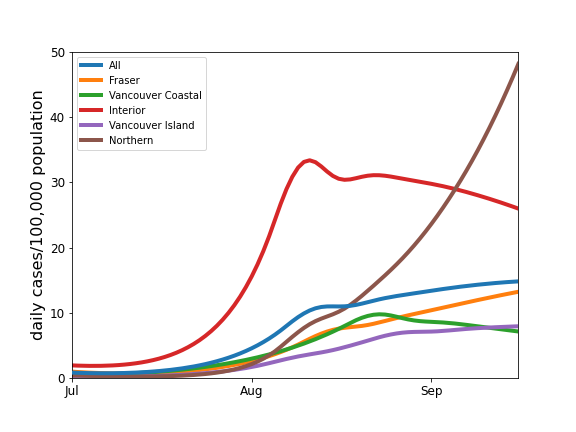 50
40
30
20
10
0
daily cases/100,000 population
All
Fraser
Vancouver Coastal
Interior
Vancouver Island
Northern
Jul
Aug
Sep